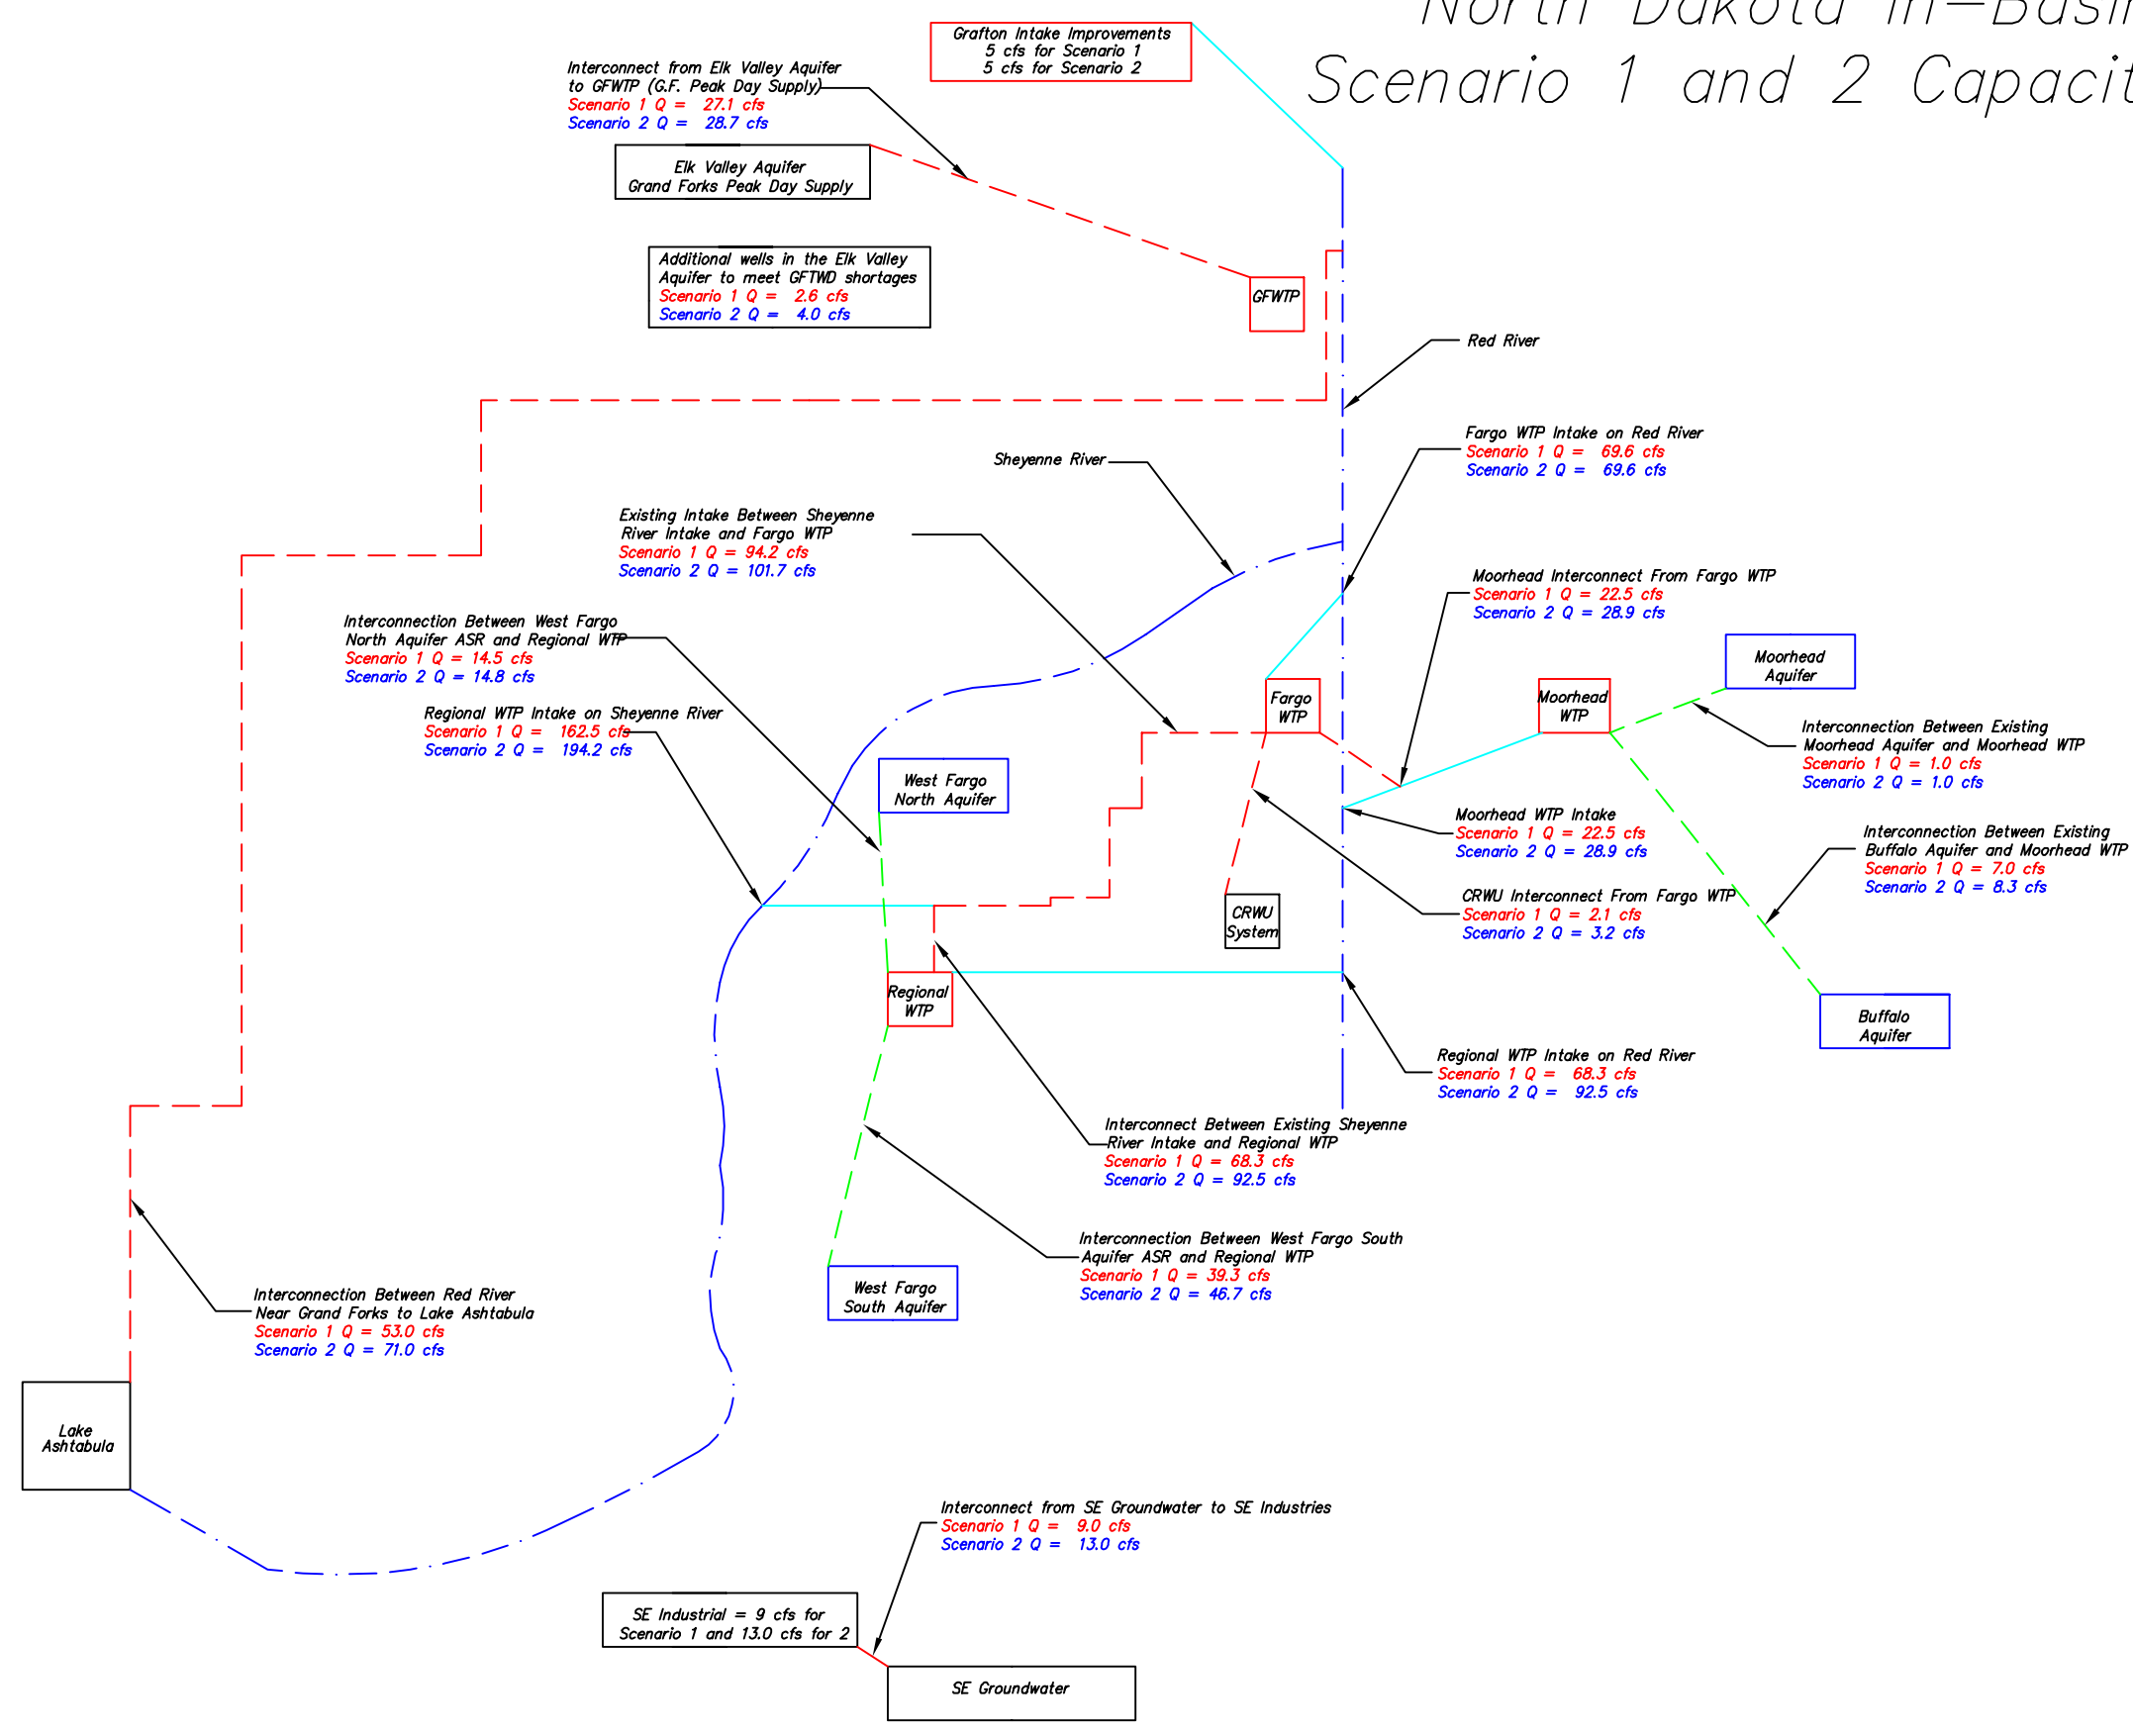 North Dakota In-Basin
Scenario 1 and 2 Capacit
Grafton Intake Improvements
5 cfs for Scenario 1
5 cfs for Scenario 2
Interconnect from Elk Valley Aquifer
to GFWTP (G.F. Peak Day Supply)
Scenario 1 Q = 27.1 cfs
Scenario 2 Q = 28.7 cfs
Elk Valley Aquifer
Grand Forks Peak Day Supply
Additional wells in the Elk Valley
Aquifer to meet GFTWD shortages
Scenario 1 Q = 2.6 cfs
Scenario 2 Q = 4.0 cfs
GFWTP
Red River
Fargo WTP Intake on Red River
Scenario 1 Q = 69.6 cfs
Scenario 2 Q = 69.6 cfs
Sheyenne River
Existing Intake Between Sheyenne
River Intake and Fargo WTP
Scenario 1 Q = 94.2 cfs
Scenario 2 Q = 101.7 cfs
Moorhead Interconnect From Fargo WTP
Scenario 1 Q = 22.5 cfs
Scenario 2 Q = 28.9 cfs
Interconnection Between West Fargo
North Aquifer ASR and Regional WTP
Scenario 1 Q = 14.5 cfs
Scenario 2 Q = 14.8 cfs
Moorhead
Aquifer
Fargo
WTP
Moorhead
WTP
Regional WTP Intake on Sheyenne River
Scenario 1 Q = 162.5 cfs
Scenario 2 Q = 194.2 cfs
Interconnection Between Existing
Moorhead Aquifer and Moorhead WTP
Scenario 1 Q = 1.0 cfs
Scenario 2 Q = 1.0 cfs
West Fargo
North Aquifer
Moorhead WTP Intake
Scenario 1 Q = 22.5 cfs
Scenario 2 Q = 28.9 cfs
Interconnection Between Existing
Buffalo Aquifer and Moorhead WTP
Scenario 1 Q = 7.0 cfs
Scenario 2 Q = 8.3 cfs
CRWU Interconnect From Fargo WTP
Scenario 1 Q = 2.1 cfs
Scenario 2 Q = 3.2 cfs
CRWU
System
Regional
WTP
Buffalo
Aquifer
Regional WTP Intake on Red River
Scenario 1 Q = 68.3 cfs
Scenario 2 Q = 92.5 cfs
Interconnect Between Existing Sheyenne
River Intake and Regional WTP
Scenario 1 Q = 68.3 cfs
Scenario 2 Q = 92.5 cfs
Interconnection Between West Fargo South
Aquifer ASR and Regional WTP
Scenario 1 Q = 39.3 cfs
Scenario 2 Q = 46.7 cfs
West Fargo
South Aquifer
Interconnection Between Red River
Near Grand Forks to Lake Ashtabula
Scenario 1 Q = 53.0 cfs
Scenario 2 Q = 71.0 cfs
Lake
Ashtabula
Interconnect from SE Groundwater to SE Industries
Scenario 1 Q = 9.0 cfs
Scenario 2 Q = 13.0 cfs
SE Industrial = 9 cfs for
Scenario 1 and 13.0 cfs for 2
SE Groundwater